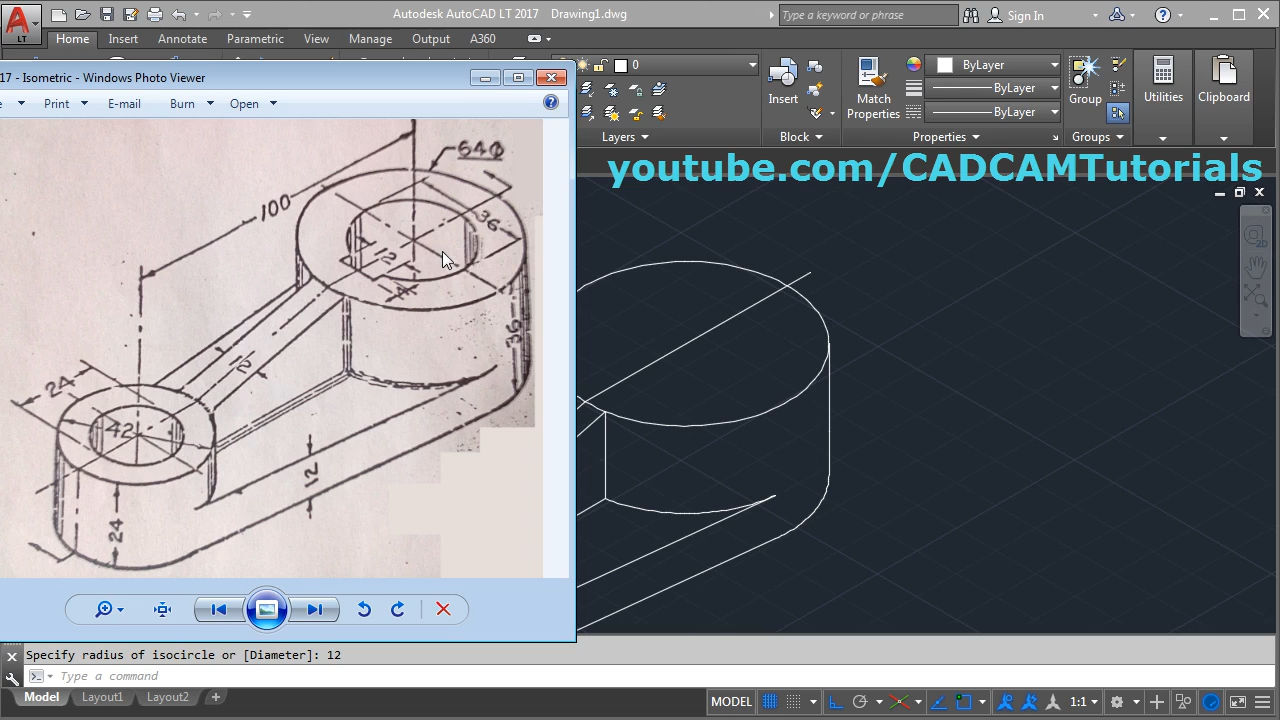 Autodesk AutoCAD LT 2017 Drawing1.dwg
Type a keyword or phrase
Sign In
LT
Home Insert Annotate Parametric View Manage Output A360
17 - Isometric - Windows Photo Viewer
Print E-mail Burn Open
0
Insert
Match
Properties
ByLayer
ByLayer
ByLayer
Group
Utilities
Clipboard
Layers
Block
Properties
Groups
youtube.com/CADCAMTutorials
64Φ
100
36
12
14
36
12
24
42
12
24
Specify radius of isocircle or [Diameter]: 12
Type a command
Model Layout1 Layout2 +
MODEL
1:1